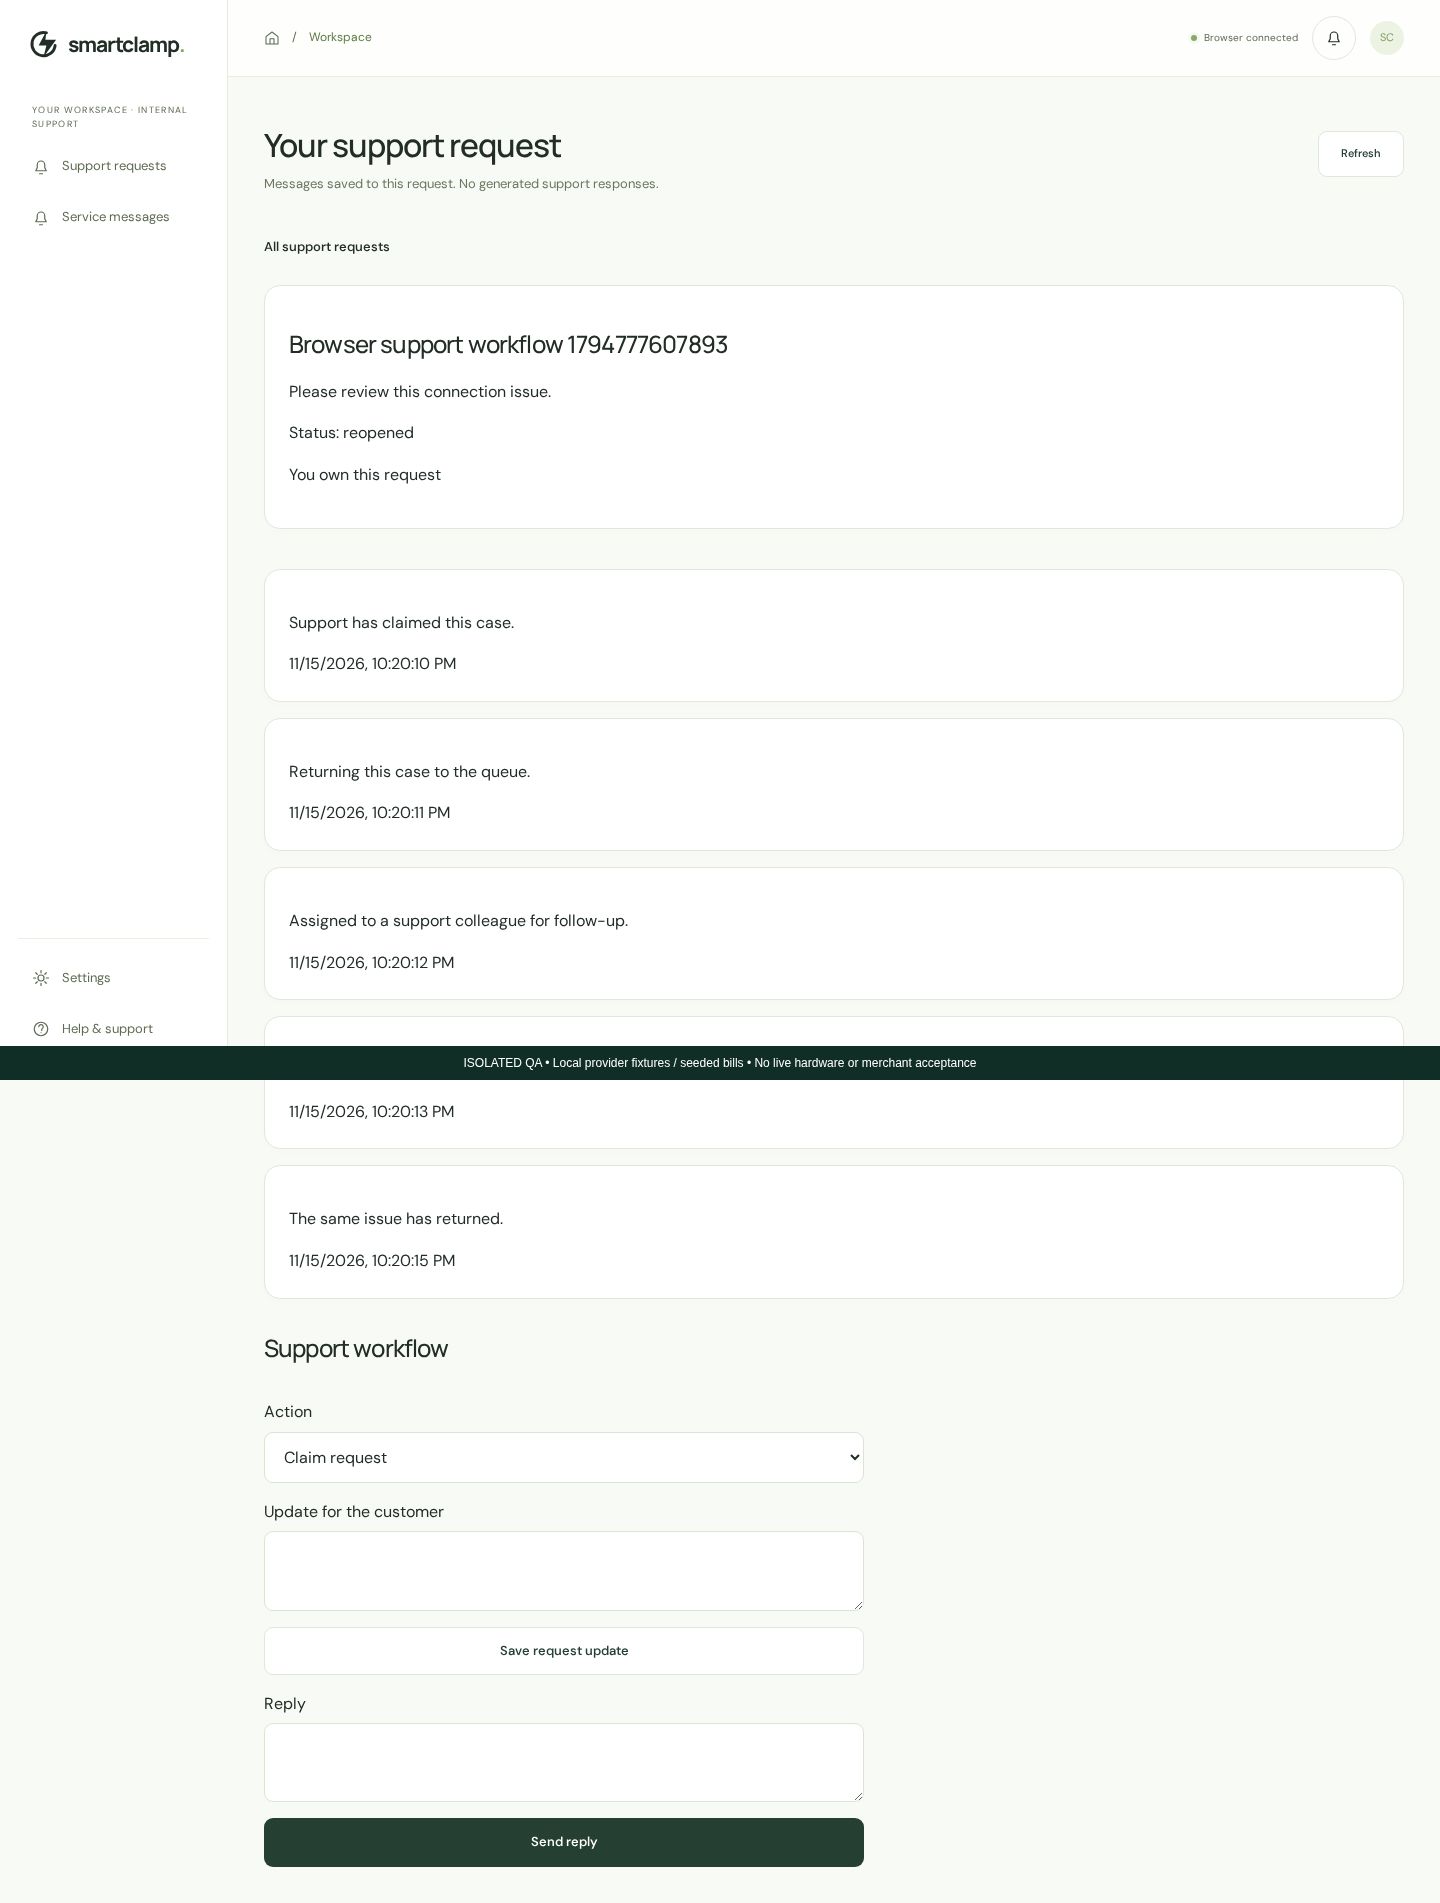 smartclamp.
/ Workspace
Browser connected
SC
YOUR WORKSPACE · INTERNAL
SUPPORT
Support requests
Service messages
Your support request
Refresh
Messages saved to this request. No generated support responses.
All support requests
Browser support workflow 1794777607893
Please review this connection issue.
Status: reopened
You own this request
Support has claimed this case.
11/15/2026, 10:20:10 PM
Returning this case to the queue.
11/15/2026, 10:20:11 PM
Assigned to a support colleague for follow-up.
11/15/2026, 10:20:12 PM
Settings
Help & support
ISOLATED QA • Local provider fixtures / seeded bills • No live hardware or merchant acceptance
11/15/2026, 10:20:13 PM
The same issue has returned.
11/15/2026, 10:20:15 PM
Support workflow
Action
Claim request
Update for the customer
Save request update
Reply
Send reply